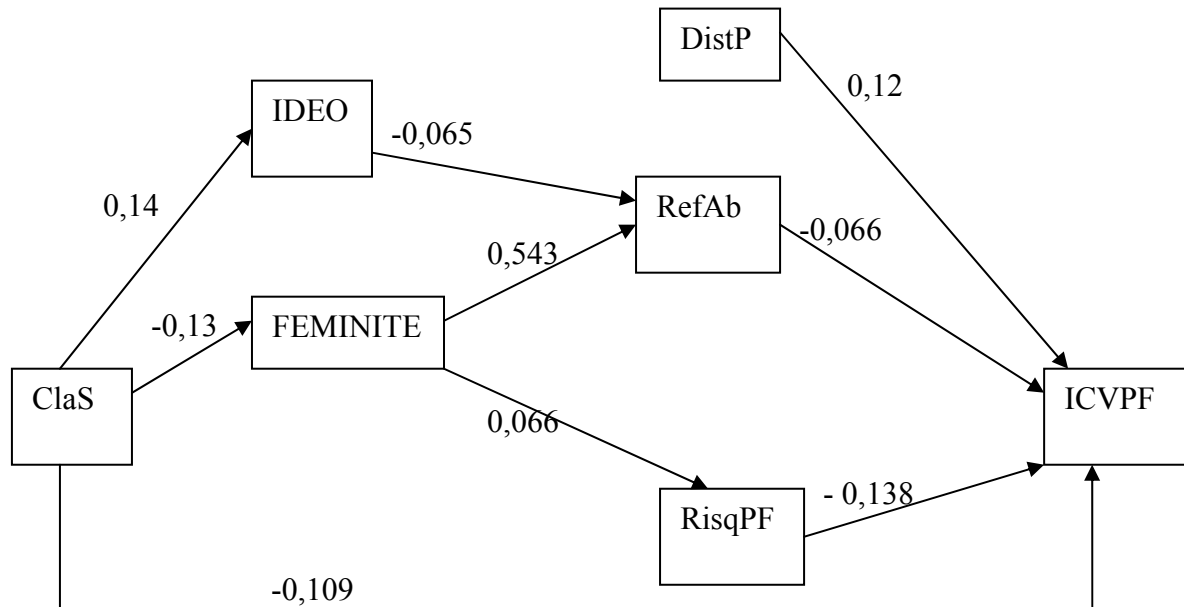 DistP
0,12
IDEO
-0,065
0,14
RefAb
-0,066
0,543
FEMINITE
-0,13
ClaS
ICVPF
0,066
RisqPF
- 0,138
-0,109